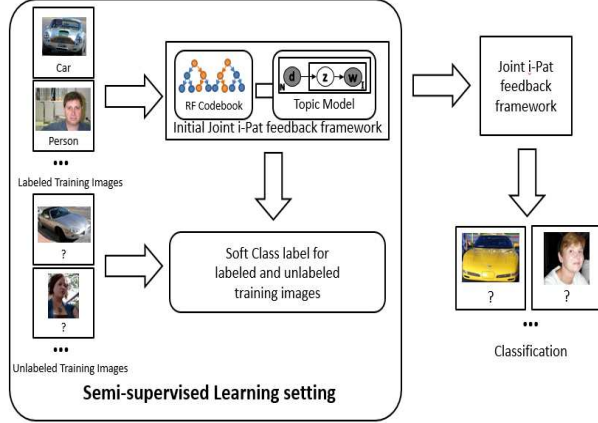 Car
Person
...
Labeled Training Images
?
?
...
Unlabeled Training Images
RF Codebook
d
z
w
N
L
Topic Model
Initial Joint i-Pat feedback framework
Soft Class label for
labeled and unlabeled
training images
Semi-supervised Learning setting
Joint i-Pat
feedback
framework
?
?
...
Classification